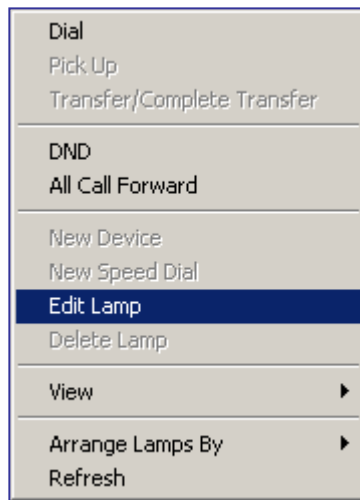 Dial
Pick Up
Transfer/Complete Transfer
DND
All Call Forward
New Device
New Speed Dial
Edit Lamp
Delete Lamp
View
Arrange Lamps By
Refresh